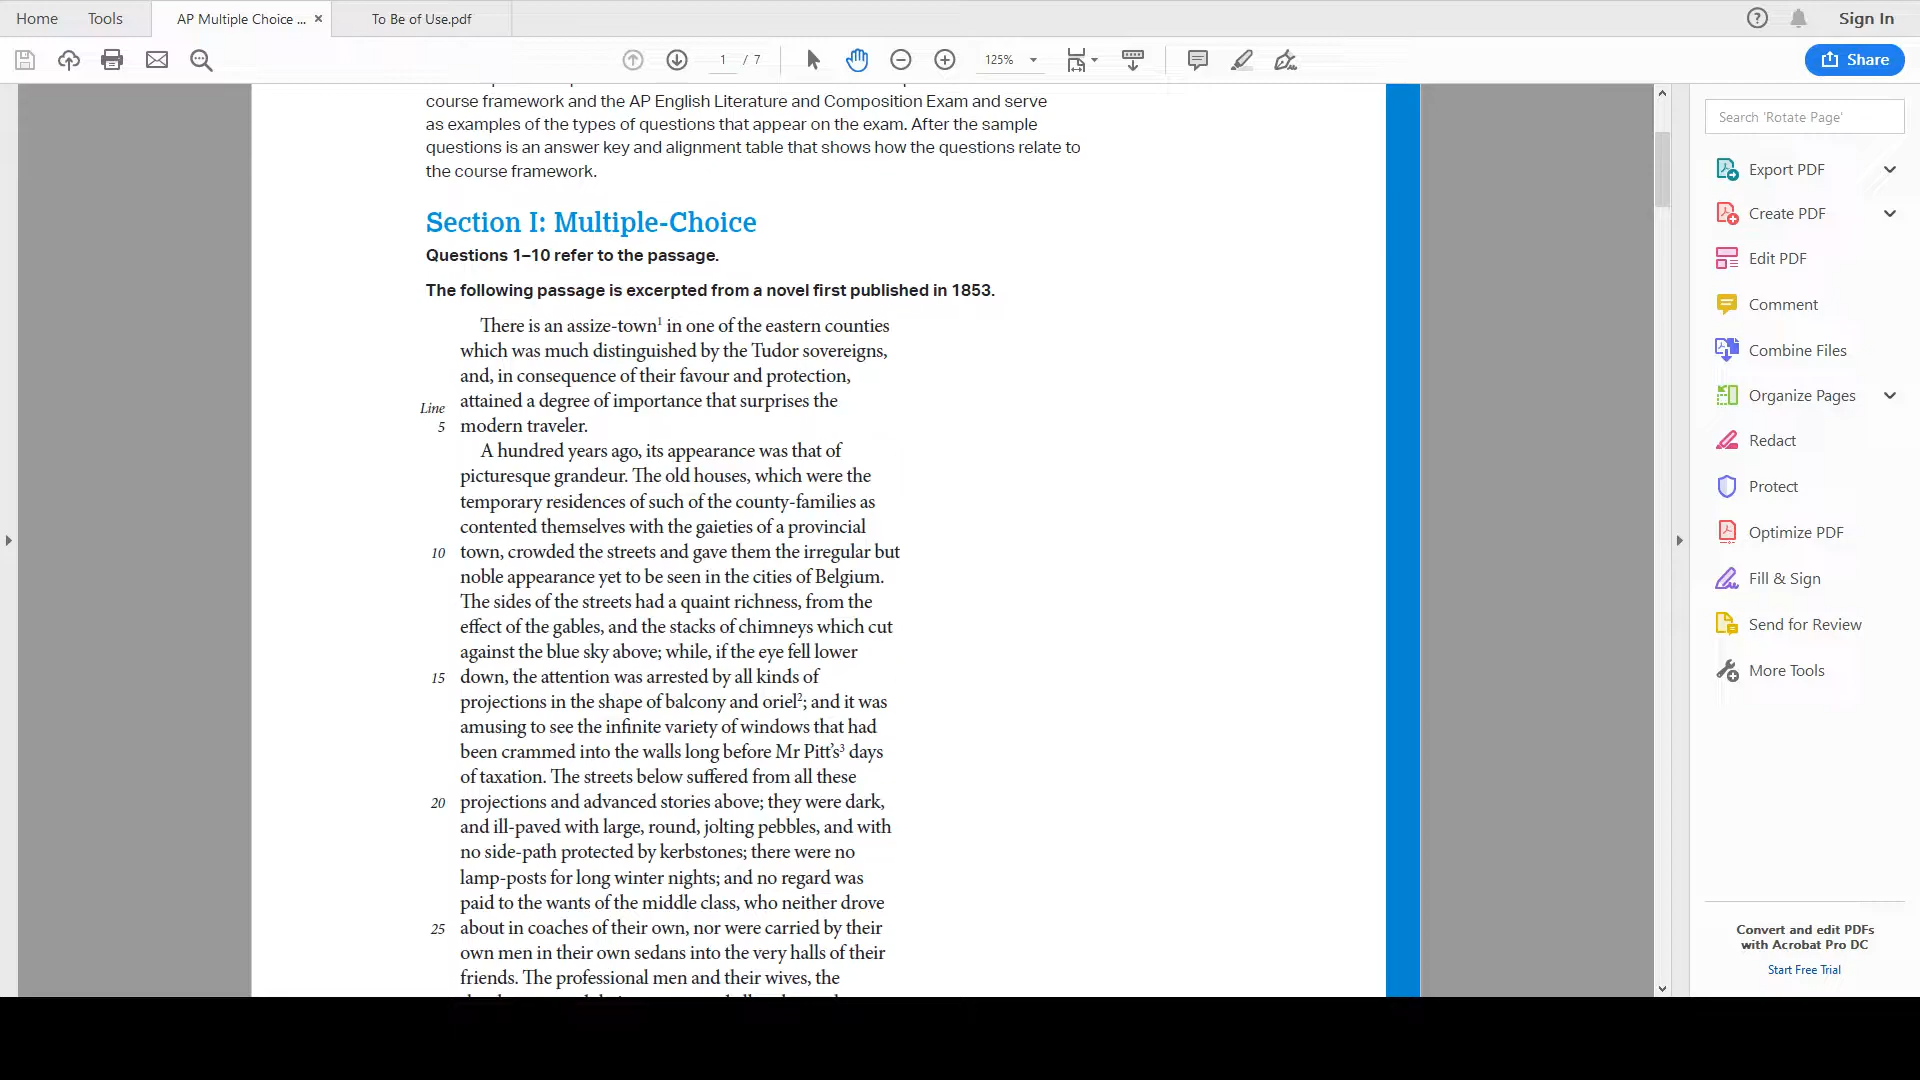 Home Tools AP Multiple Choice ... × To Be of Use.pdf Sign In
1 / 7 125% Share
course framework and the AP English Literature and Composition Exam and serve
as examples of the types of questions that appear on the exam. After the sample
questions is an answer key and alignment table that shows how the questions relate to
the course framework.
Section I: Multiple-Choice
Questions 1–10 refer to the passage.
The following passage is excerpted from a novel first published in 1853.
There is an assize-town¹ in one of the eastern counties
which was much distinguished by the Tudor sovereigns,
and, in consequence of their favour and protection,
Line attained a degree of importance that surprises the
5 modern traveler.
A hundred years ago, its appearance was that of
picturesque grandeur. The old houses, which were the
temporary residences of such of the county-families as
contented themselves with the gaieties of a provincial
10 town, crowded the streets and gave them the irregular but
noble appearance yet to be seen in the cities of Belgium.
The sides of the streets had a quaint richness, from the
effect of the gables, and the stacks of chimneys which cut
against the blue sky above; while, if the eye fell lower
15 down, the attention was arrested by all kinds of
projections in the shape of balcony and oriel²; and it was
amusing to see the infinite variety of windows that had
been crammed into the walls long before Mr Pitt's³ days
of taxation. The streets below suffered from all these
20 projections and advanced stories above; they were dark,
and ill-paved with large, round, jolting pebbles, and with
no side-path protected by kerbstones; there were no
lamp-posts for long winter nights; and no regard was
paid to the wants of the middle class, who neither drove
25 about in coaches of their own, nor were carried by their
own men in their own sedans into the very halls of their
friends. The professional men and their wives, the
Search 'Rotate Page'
Export PDF
Create PDF
Edit PDF
Comment
Combine Files
Organize Pages
Redact
Protect
Optimize PDF
Fill & Sign
Send for Review
More Tools
Convert and edit PDFs
with Acrobat Pro DC
Start Free Trial